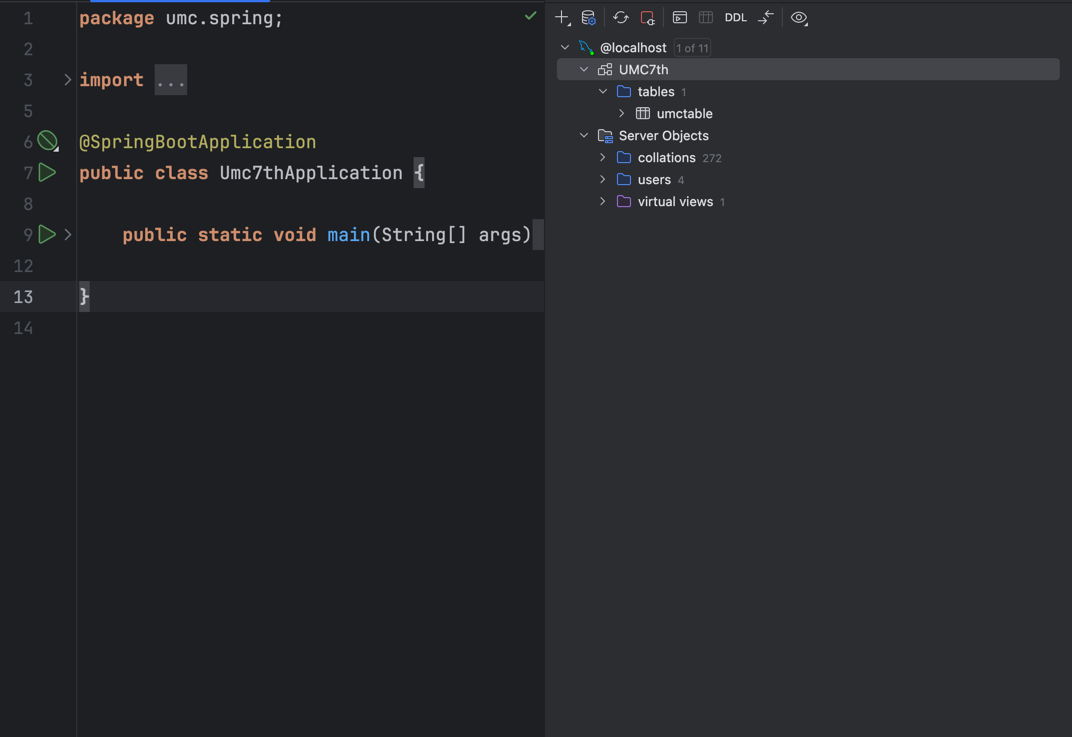 1 package umc.spring;
2
3 import ...
5
6 @SpringBootApplication
7 public class Umc7thApplication {
8
9 public static void main(String[] args)
12
13 }
14
DDL
@localhost 1 of 11
UMC7th
tables 1
umctable
Server Objects
collations 272
users 4
virtual views 1